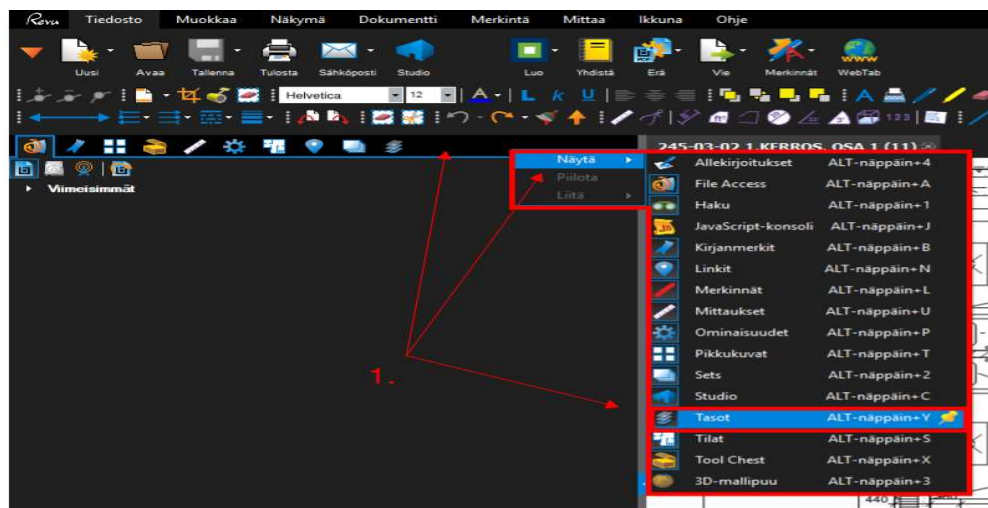 Revu Tiedosto Muokkaa Näkymä Dokumentti Merkintä Mittaa Ikkuna Ohje
Uusi Avaa Tallenna Tulosta Sähköposti Studio Luo Yhdistä Erä Vie Merkinnät WebTab
Helvetica 12 A L K U A
123
245-03-02 1.KERROS, OSA 1 (11)
Viimeisimmät
Näytä
Piilota
Liitä
Allekirjoitukset ALT-näppäin+4
File Access ALT-näppäin+A
Haku ALT-näppäin+1
JavaScript-konsoli ALT-näppäin+J
Kirjanmerkit ALT-näppäin+B
Linkit ALT-näppäin+N
Merkinnät ALT-näppäin+L
Mittaukset ALT-näppäin+U
Ominaisuudet ALT-näppäin+P
Pikkukuvat ALT-näppäin+T
Sets ALT-näppäin+2
Studio ALT-näppäin+C
Tasot ALT-näppäin+Y
Tilat ALT-näppäin+S
Tool Chest ALT-näppäin+X
3D-mallipuu ALT-näppäin+3
1.
440